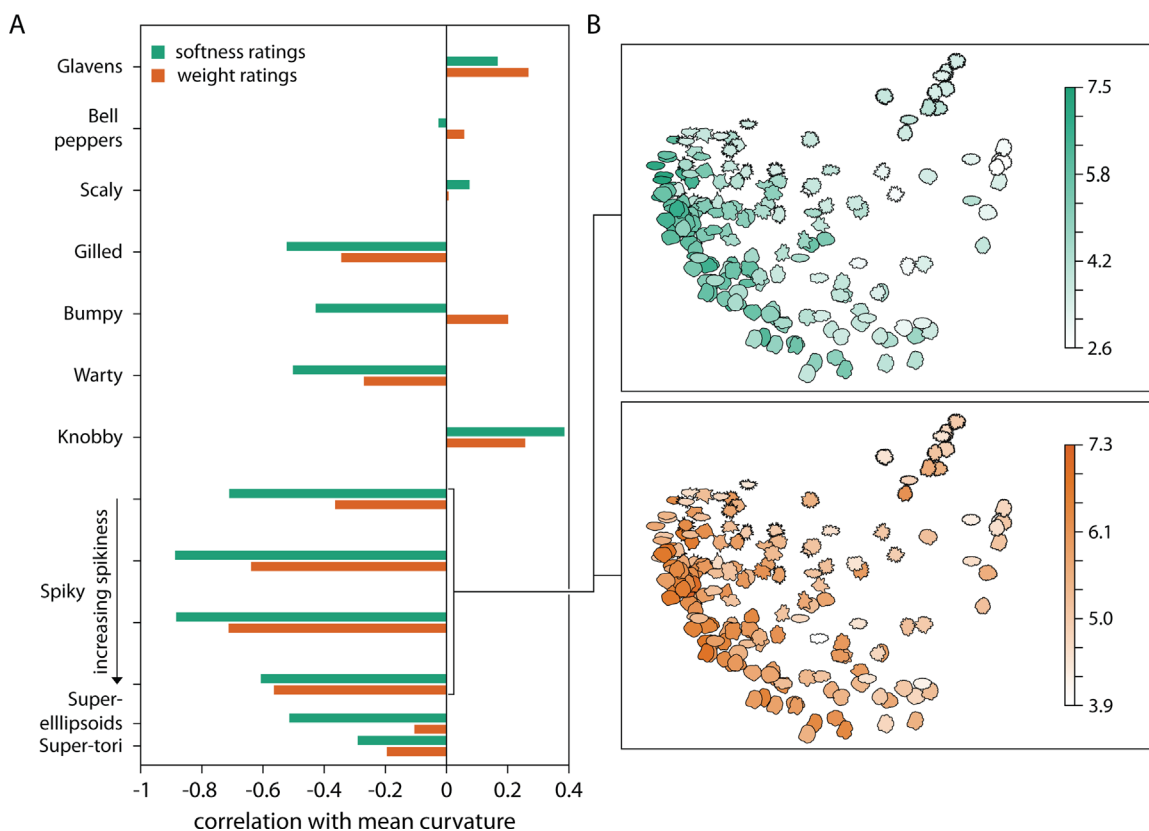 A
softness ratings
weight ratings
Glavens
Bell
peppers
Scaly
Gilled
Bumpy
Warty
Knobby
Spiky
increasing spikiness
Super-
elllipsoids
Super-tori
-1
-0.8
-0.6
-0.4
-0.2
0
0.2
0.4
correlation with mean curvature
B
7.5
5.8
4.2
2.6
7.3
6.1
5.0
3.9